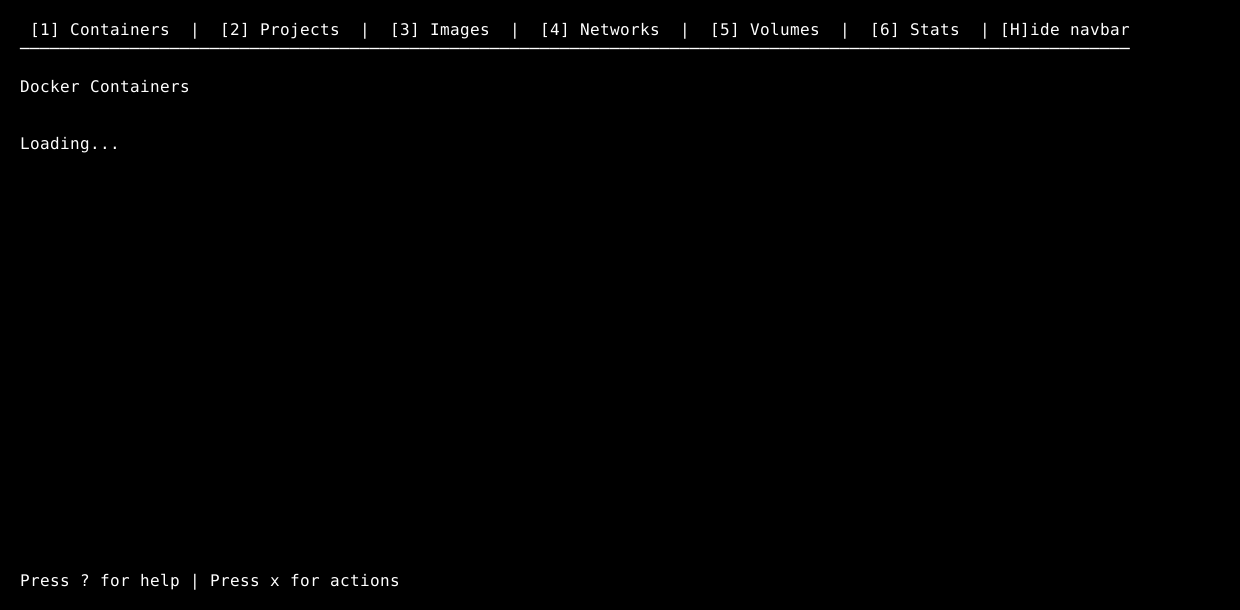 [1] Containers  |  [2] Projects  |  [3] Images  |  [4] Networks  |  [5] Volumes  |  [6] Stats  | [H]ide navbar
Docker Containers
Loading...
Press ? for help | Press x for actions